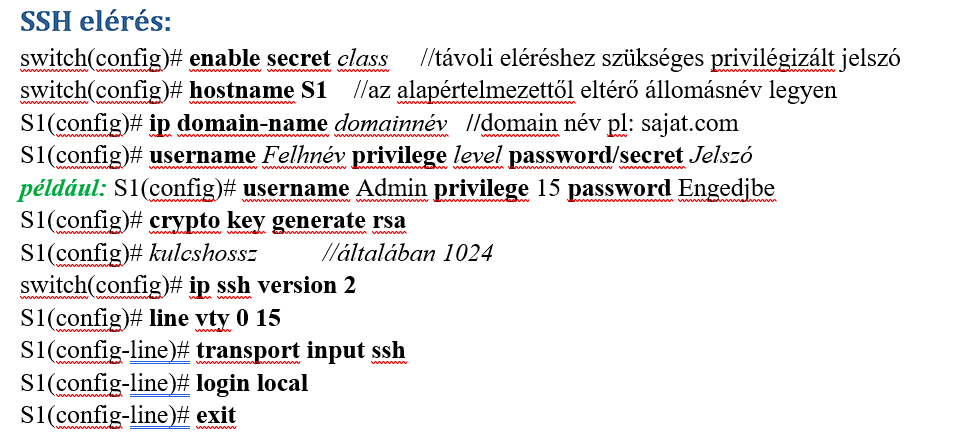 SSH elérés:
switch(config)# enable secret class //távoli eléréshez szükséges privilégizált jelszó
switch(config)# hostname S1 //az alapértelmezettől eltérő állomásnév legyen
S1(config)# ip domain-name domainnév //domain név pl: sajat.com
S1(config)# username Felhnév privilege level password/secret Jelszó
például: S1(config)# username Admin privilege 15 password Engedjbe
S1(config)# crypto key generate rsa
S1(config)# kulcshossz //általában 1024
switch(config)# ip ssh version 2
S1(config)# line vty 0 15
S1(config-line)# transport input ssh
S1(config-line)# login local
S1(config-line)# exit